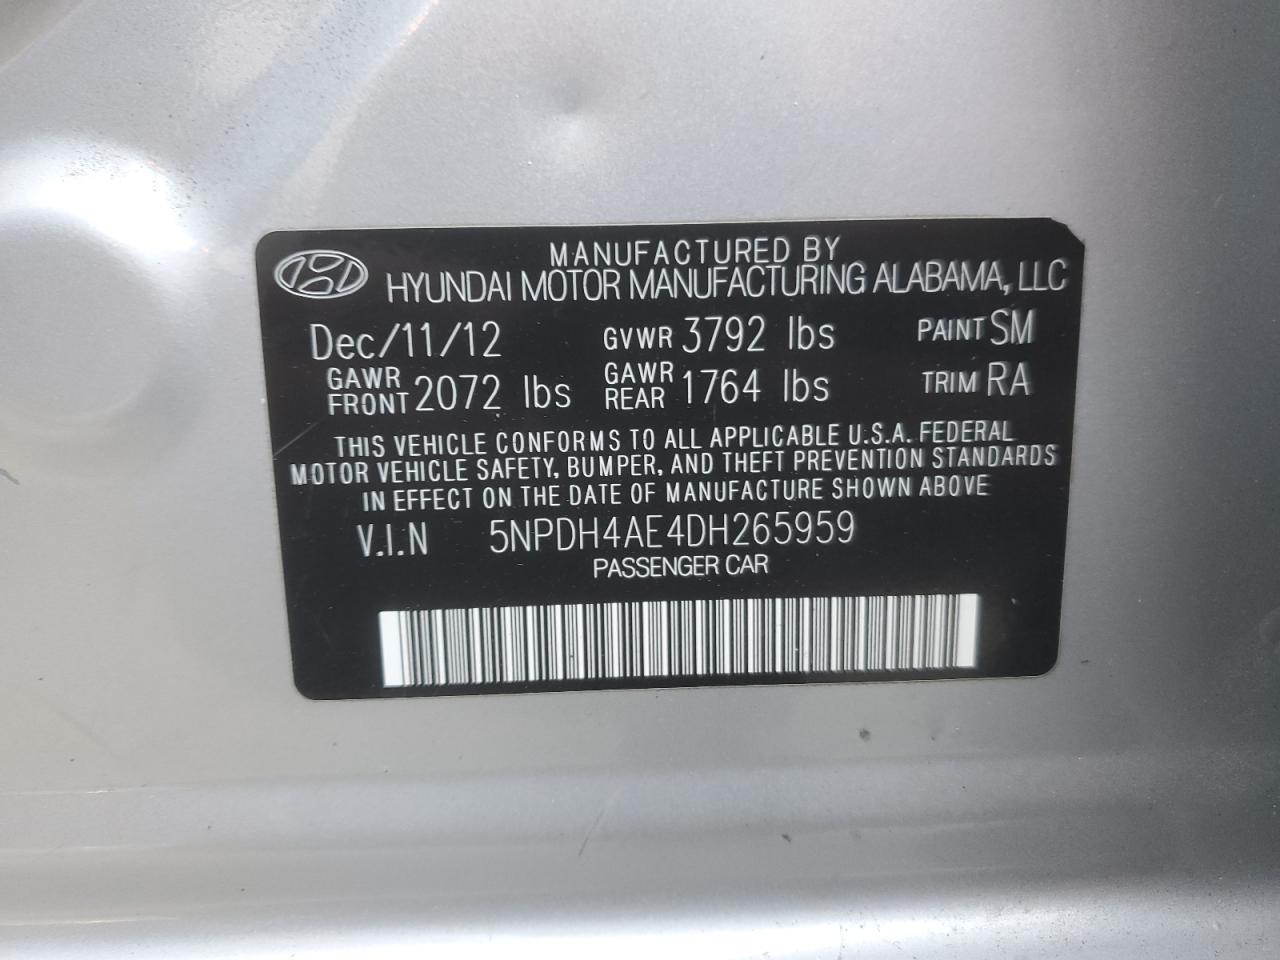 MANUFACTURED BY
HYUNDAI MOTOR MANUFACTURING ALABAMA, LLC
Dec/11/12 GVWR 3792 lbs PAINT SM
GAWR FRONT 2072 lbs GAWR REAR 1764 lbs TRIM RA
THIS VEHICLE CONFORMS TO ALL APPLICABLE U.S.A. FEDERAL
MOTOR VEHICLE SAFETY, BUMPER, AND THEFT PREVENTION STANDARDS
IN EFFECT ON THE DATE OF MANUFACTURE SHOWN ABOVE
V.I.N 5NPDH4AE4DH265959
PASSENGER CAR